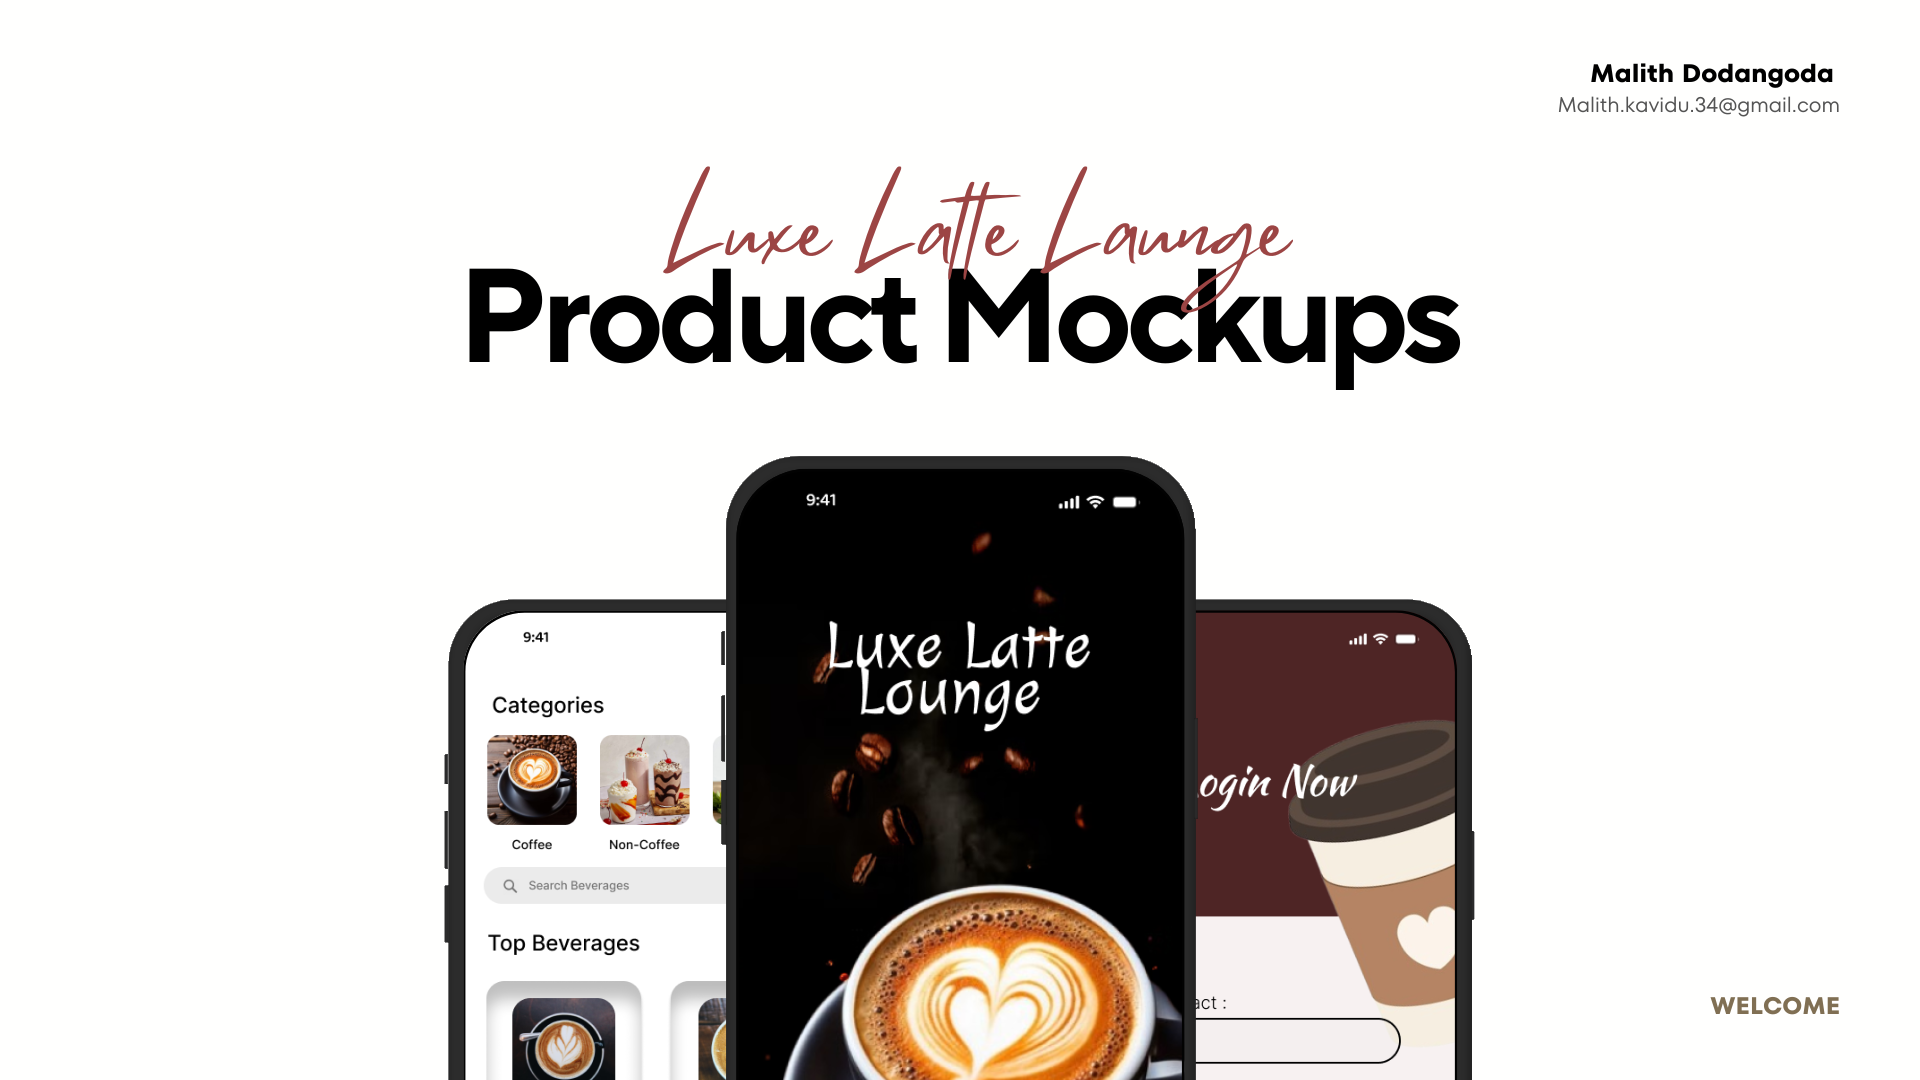 Malith Dodangoda
Malith.kavidu.34@gmail.com
Luxe Latte Launge
Product Mockups
9:41
Categories
Coffee
Non-Coffee
Search Beverages
Top Beverages
9:41
Luxe Latte
Lounge
ogin Now
act :
WELCOME